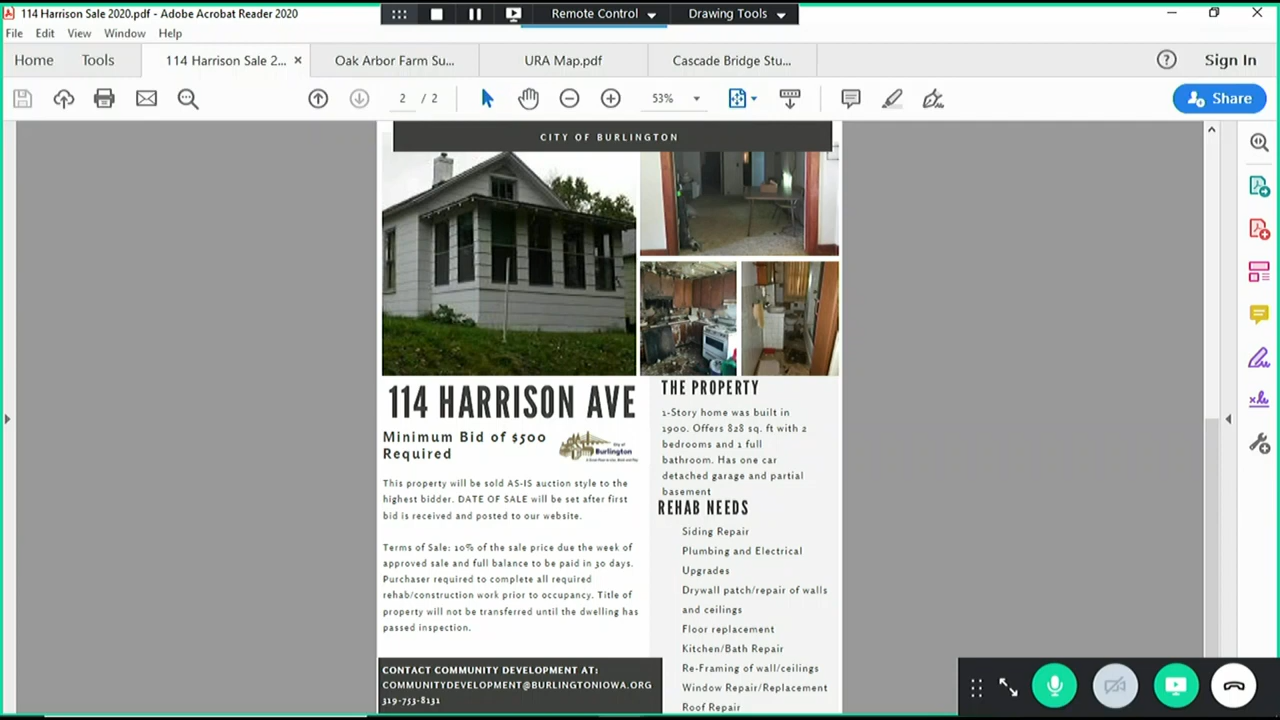 114 Harrison Sale 2020.pdf - Adobe Acrobat Reader 2020
Remote Control
Drawing Tools
File Edit View Window Help
Home Tools 114 Harrison Sale 2... × Oak Arbor Farm Su... URA Map.pdf Cascade Bridge Stu... Sign In
2 / 2 53% Share
CITY OF BURLINGTON
114 HARRISON AVE
Minimum Bid of $500
Required
City of
Burlington
This property will be sold AS-IS auction style to the
highest bidder. DATE OF SALE will be set after first
bid is received and posted to our website.
Terms of Sale: 10% of the sale price due the week of
approved sale and full balance to be paid in 30 days.
Purchaser required to complete all required
rehab/construction work prior to occupancy. Title of
property will not be transferred until the dwelling has
passed inspection.
CONTACT COMMUNITY DEVELOPMENT AT:
COMMUNITYDEVELOPMENT@BURLINGTONIOWA.ORG
319-753-8131
THE PROPERTY
1-Story home was built in
1900. Offers 828 sq. ft with 2
bedrooms and 1 full
bathroom. Has one car
detached garage and partial
basement
REHAB NEEDS
Siding Repair
Plumbing and Electrical
Upgrades
Drywall patch/repair of walls
and ceilings
Floor replacement
Kitchen/Bath Repair
Re-Framing of wall/ceilings
Window Repair/Replacement
Roof Repair